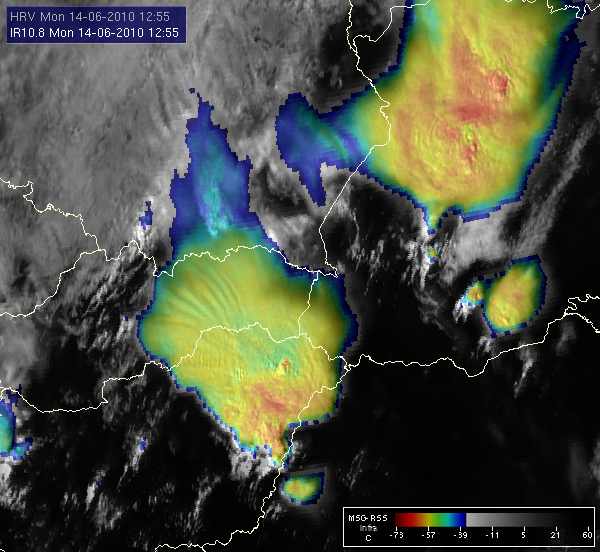 HRV Mon 14-06-2010 12:55
IR10.8 Mon 14-06-2010 12:55
MSG-RSS
Infra
C
-73 -57 -39 -11 5 21 60